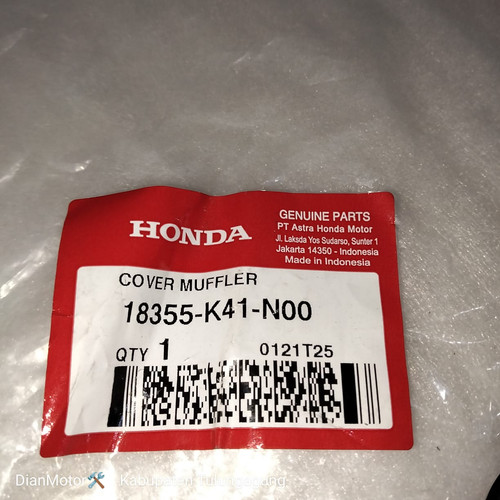 HONDA
GENUINE PARTS
PT Astra Honda Motor
Jl. Laksda Yos Sudarso, Sunter 1
Jakarta 14350 - Indonesia
Made in Indonesia
COVER MUFFLER
18355-K41-N00
QTY 1 0121T25
DianMotor🛠️ Kabupaten